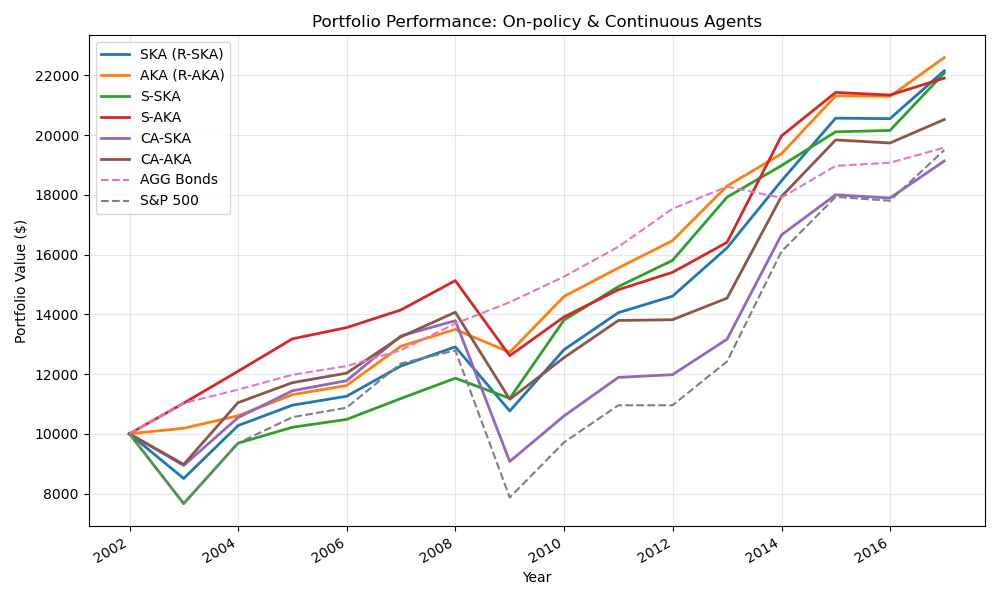 Portfolio Performance: On-policy & Continuous Agents
SKA (R-SKA)
AKA (R-AKA)
S-SKA
S-AKA
CA-SKA
CA-AKA
AGG Bonds
S&P 500
Portfolio Value ($)
22000
20000
18000
16000
14000
12000
10000
8000
2002
2004
2006
2008
2010
2012
2014
2016
Year